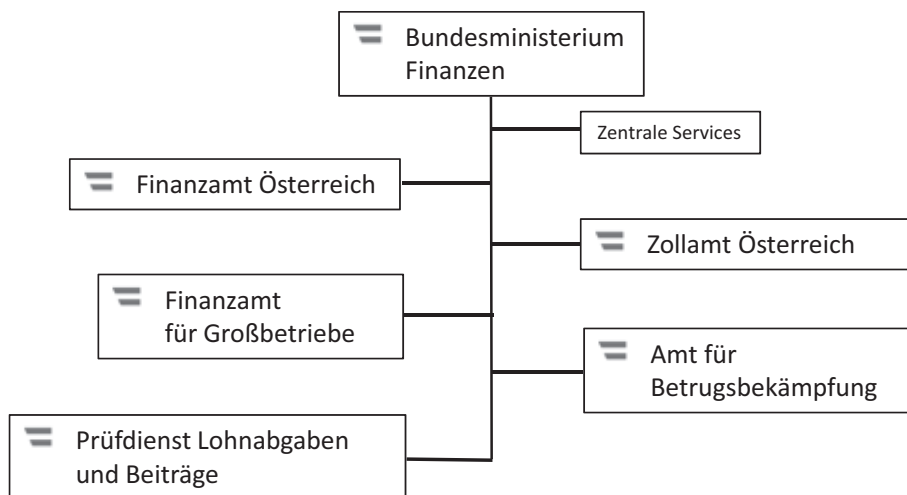 Bundesministerium
Finanzen
Zentrale Services
Finanzamt Österreich
Zollamt Österreich
Finanzamt
für Großbetriebe
Amt für
Betrugsbekämpfung
Prüfdienst Lohnabgaben
und Beiträge